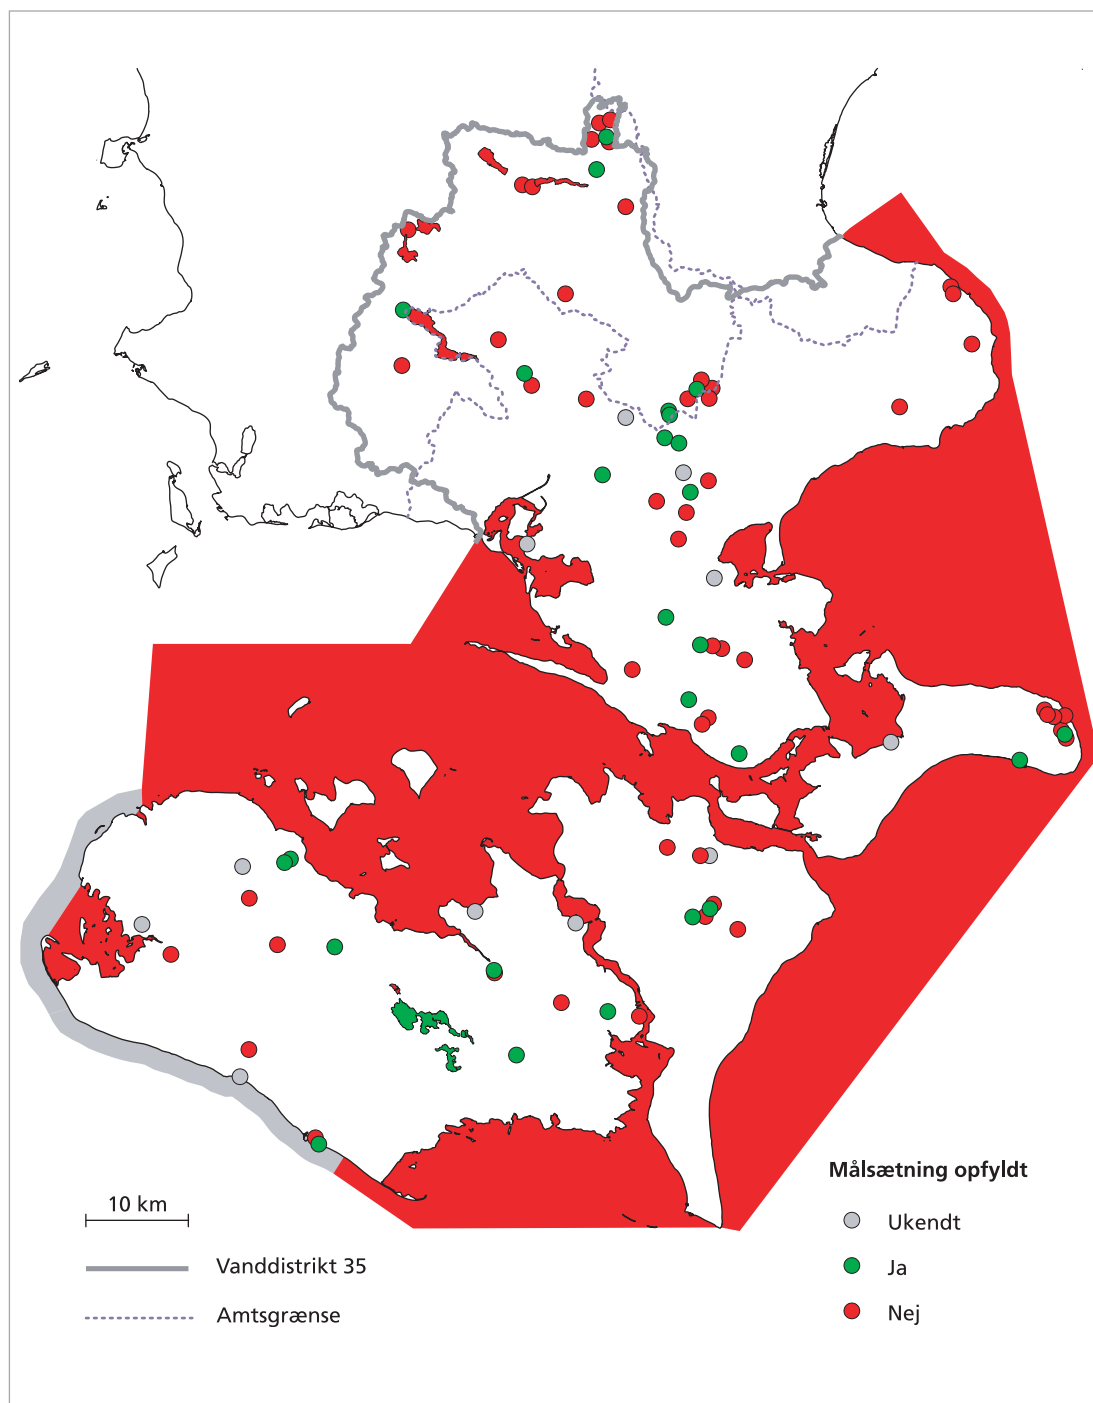 Målsætning opfyldt
Ukendt
Ja
Nej
10 km
Vanddistrikt 35
Amtsgrænse